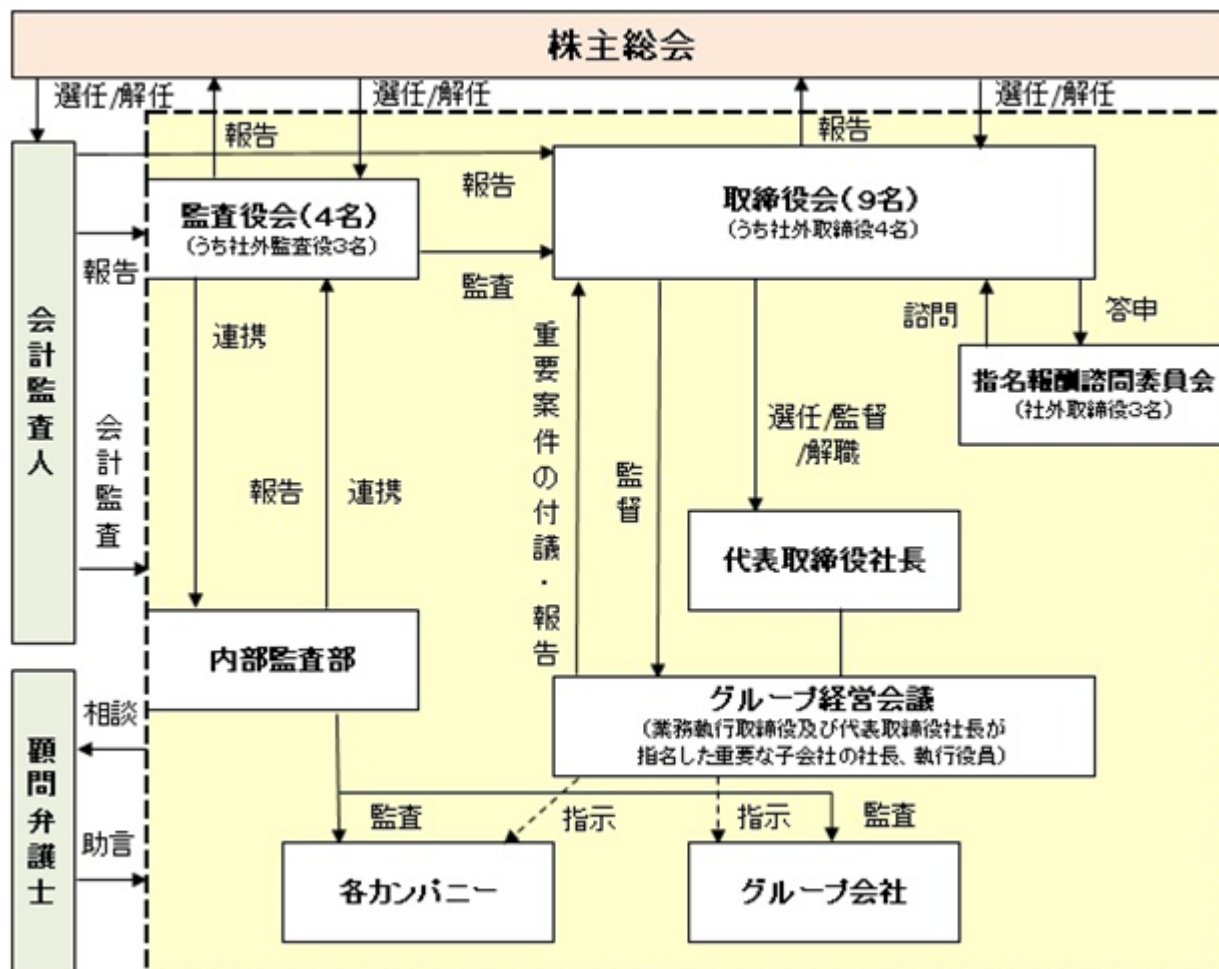 株主総会
選任/解任
選任/解任
選任/解任
報告
報告
報告
監査役会(4名)
(うち社外監査役3名)
取締役会(9名)
(うち社外取締役4名)
報告
監査
会計監査人
連携
重要案件の付議・報告
諮問
答申
指名報酬諮問委員会
(社外取締役3名)
選任/監督
/解職
会計監査
報告
連携
監督
代表取締役社長
内部監査部
グループ経営会議
(業務執行取締役及び代表取締役社長が
指名した重要な子会社の社長、執行役員)
相談
顧問弁護士
助言
監査
指示
指示
監査
各カンパニー
グループ会社